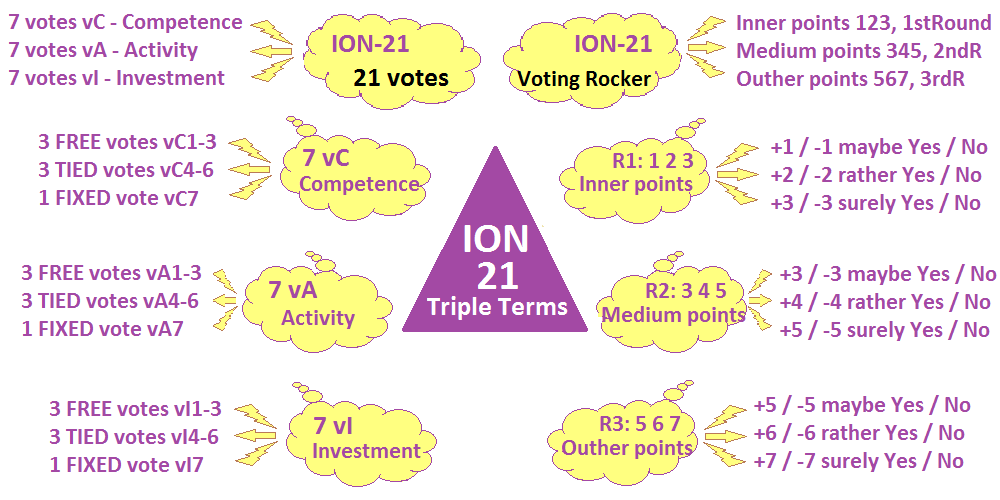 7 votes vC - Competence
7 votes vA - Activity
7 votes vI - Investment
ION-21
21 votes
ION-21
Voting Rocker
Inner points 123, 1stRound
Medium points 345, 2ndR
Outher points 567, 3rdR
3 FREE votes vC1-3
3 TIED votes vC4-6
1 FIXED vote vC7
7 vC
Competence
R1: 1 2 3
Inner points
+1 / -1 maybe Yes / No
+2 / -2 rather Yes / No
+3 / -3 surely Yes / No
ION
21
Triple Terms
3 FREE votes vA1-3
3 TIED votes vA4-6
1 FIXED vote vA7
7 vA
Activity
R2: 3 4 5
Medium points
+3 / -3 maybe Yes / No
+4 / -4 rather Yes / No
+5 / -5 surely Yes / No
3 FREE votes vI1-3
3 TIED votes vI4-6
1 FIXED vote vI7
7 vI
Investment
R3: 5 6 7
Outher points
+5 / -5 maybe Yes / No
+6 / -6 rather Yes / No
+7 / -7 surely Yes / No